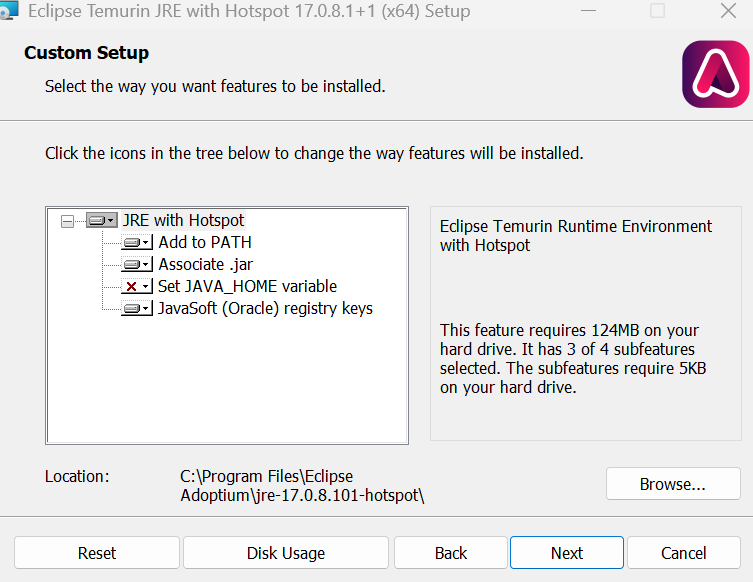 Eclipse Temurin JRE with Hotspot 17.0.8.1+1 (x64) Setup
Custom Setup
Select the way you want features to be installed.
Click the icons in the tree below to change the way features will be installed.
JRE with Hotspot
Add to PATH
Associate .jar
Set JAVA_HOME variable
JavaSoft (Oracle) registry keys
Eclipse Temurin Runtime Environment
with Hotspot
This feature requires 124MB on your
hard drive. It has 3 of 4 subfeatures
selected. The subfeatures require 5KB
on your hard drive.
Location:
C:\Program Files\Eclipse
Adoptium\jre-17.0.8.101-hotspot\
Browse...
Reset
Disk Usage
Back
Next
Cancel